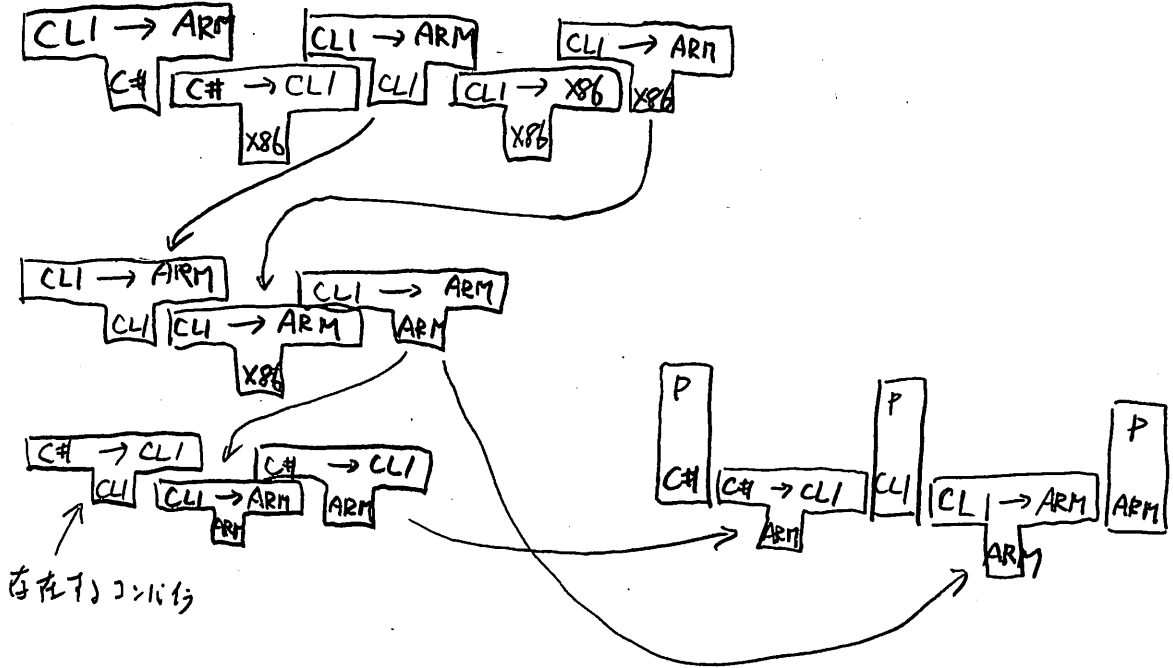 CLI → ARM
C#
C# → CLI
X86
CLI → ARM
CLI
CLI → X86
X86
CLI → ARM
X86
CLI → ARM
CLI
CLI → ARM
X86
CLI → ARM
ARM
C# → CLI
CLI
CLI → ARM
ARM
C# → CLI
ARM
存在するコンパイラ
P
C#
C# → CLI
ARM
P
CLI
CLI → ARM
ARM
P
ARM